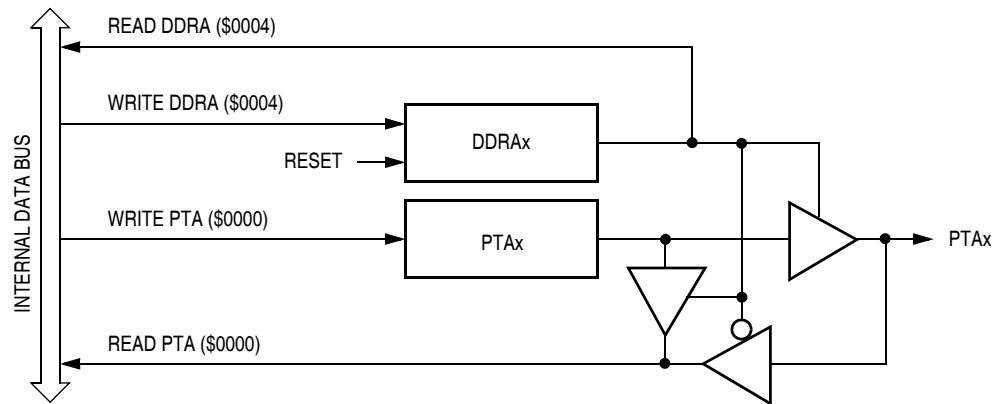 READ DDRA ($0004)
WRITE DDRA ($0004)
DDRAx
RESET
INTERNAL DATA BUS
WRITE PTA ($0000)
PTAx
PTAx
READ PTA ($0000)